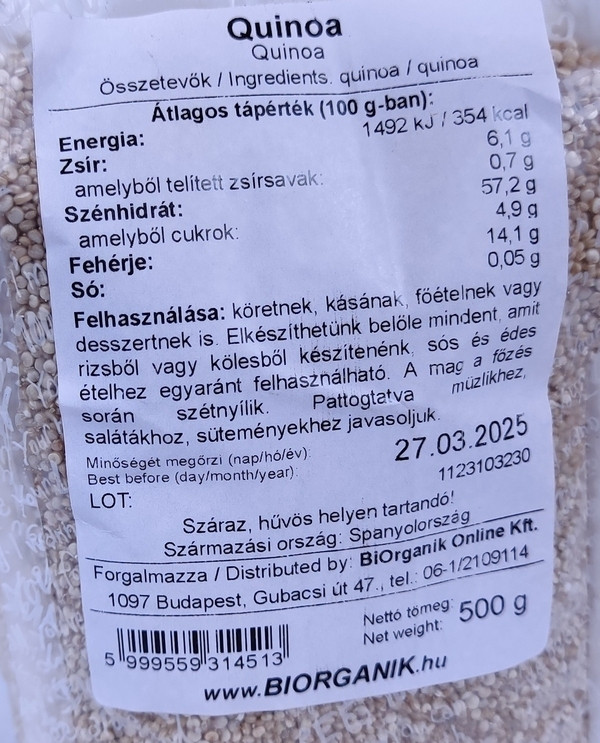 Quinoa
Quinoa
Összetevők / Ingredients. quinoa / quinoa
Átlagos tápérték (100 g-ban):
Energia: 1492 kJ / 354 kcal
Zsír: 6,1 g
amelyből telített zsírsavak: 0,7 g
Szénhidrát: 57,2 g
amelyből cukrok: 4,9 g
Fehérje: 14,1 g
Só: 0,05 g
Felhasználása: köretnek, kásának, főételnek vagy
desszertnek is. Elkészíthetünk belőle mindent, amit
rizsből vagy kölesből készítenénk, sós és édes
ételhez egyaránt felhasználható. A mag a főzés
során szétnyílik. Pattogtatva müzlikhez,
salátákhoz, süteményekhez javasoljuk.
Minőségét megőrzi (nap/hó/év):
Best before (day/month/year): 27.03.2025
LOT: 1123103230
Száraz, hűvös helyen tartandó!
Származási ország: Spanyolország
Forgalmazza / Distributed by: BiOrganik Online Kft.
1097 Budapest, Gubacsi út 47., tel.: 06-1/2109114
Nettó tömeg:
Net weight: 500 g
5 999559 314513
www.BIORGANIK.hu